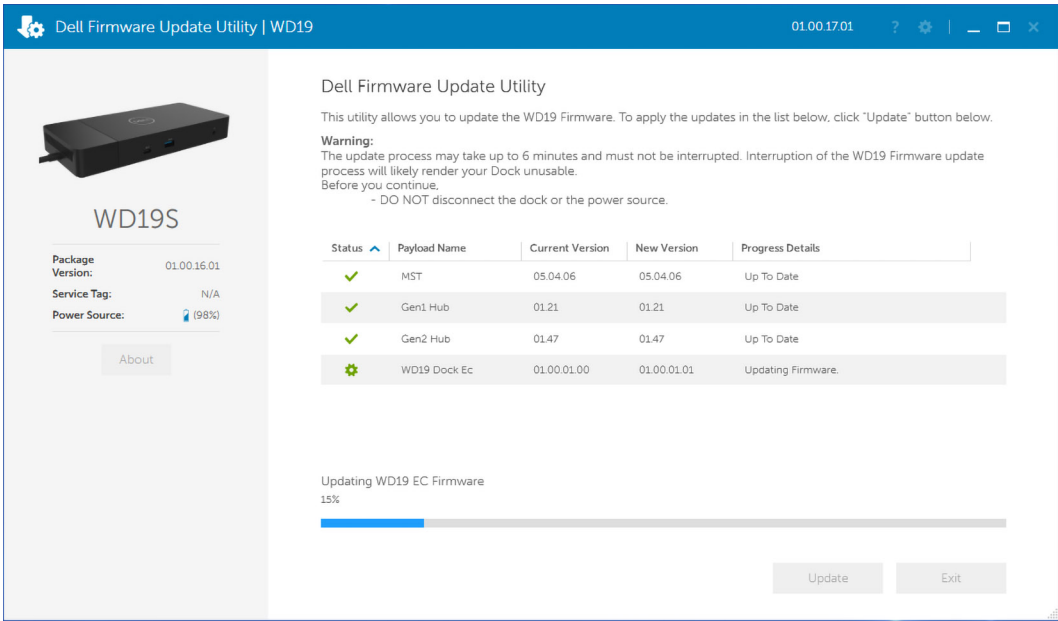 Dell Firmware Update Utility | WD19
01.00.17.01
?
Dell Firmware Update Utility
This utility allows you to update the WD19 Firmware. To apply the updates in the list below, click "Update" button below.
Warning:
The update process may take up to 6 minutes and must not be interrupted. Interruption of the WD19 Firmware update
process will likely render your Dock unusable.
Before you continue,
- DO NOT disconnect the dock or the power source.
DELL
WD19S
Package
Version:
01.00.16.01
Service Tag: N/A
Power Source: (98%)
About
Status Payload Name Current Version New Version Progress Details
MST 05.04.06 05.04.06 Up To Date
Gen1 Hub 01.21 01.21 Up To Date
Gen2 Hub 01.47 01.47 Up To Date
WD19 Dock Ec 01.00.01.00 01.00.01.01 Updating Firmware.
Updating WD19 EC Firmware
15%
Update Exit